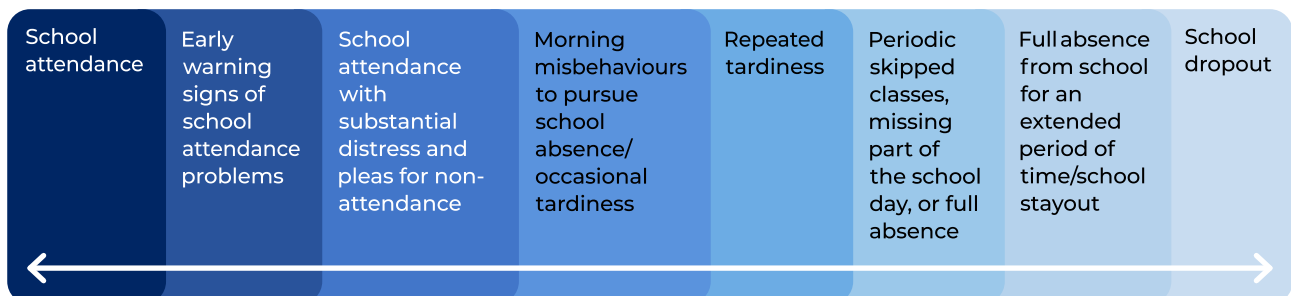 School
attendance
Early
warning
signs of
school
attendance
problems
School
attendance
with
substantial
distress and
pleas for non-
attendance
Morning
misbehaviours
to pursue
school
absence/
occasional
tardiness
Repeated
tardiness
Periodic
skipped
classes,
missing
part of
the school
day, or full
absence
Full absence
from school
for an
extended
period of
time/school
stayout
School
dropout